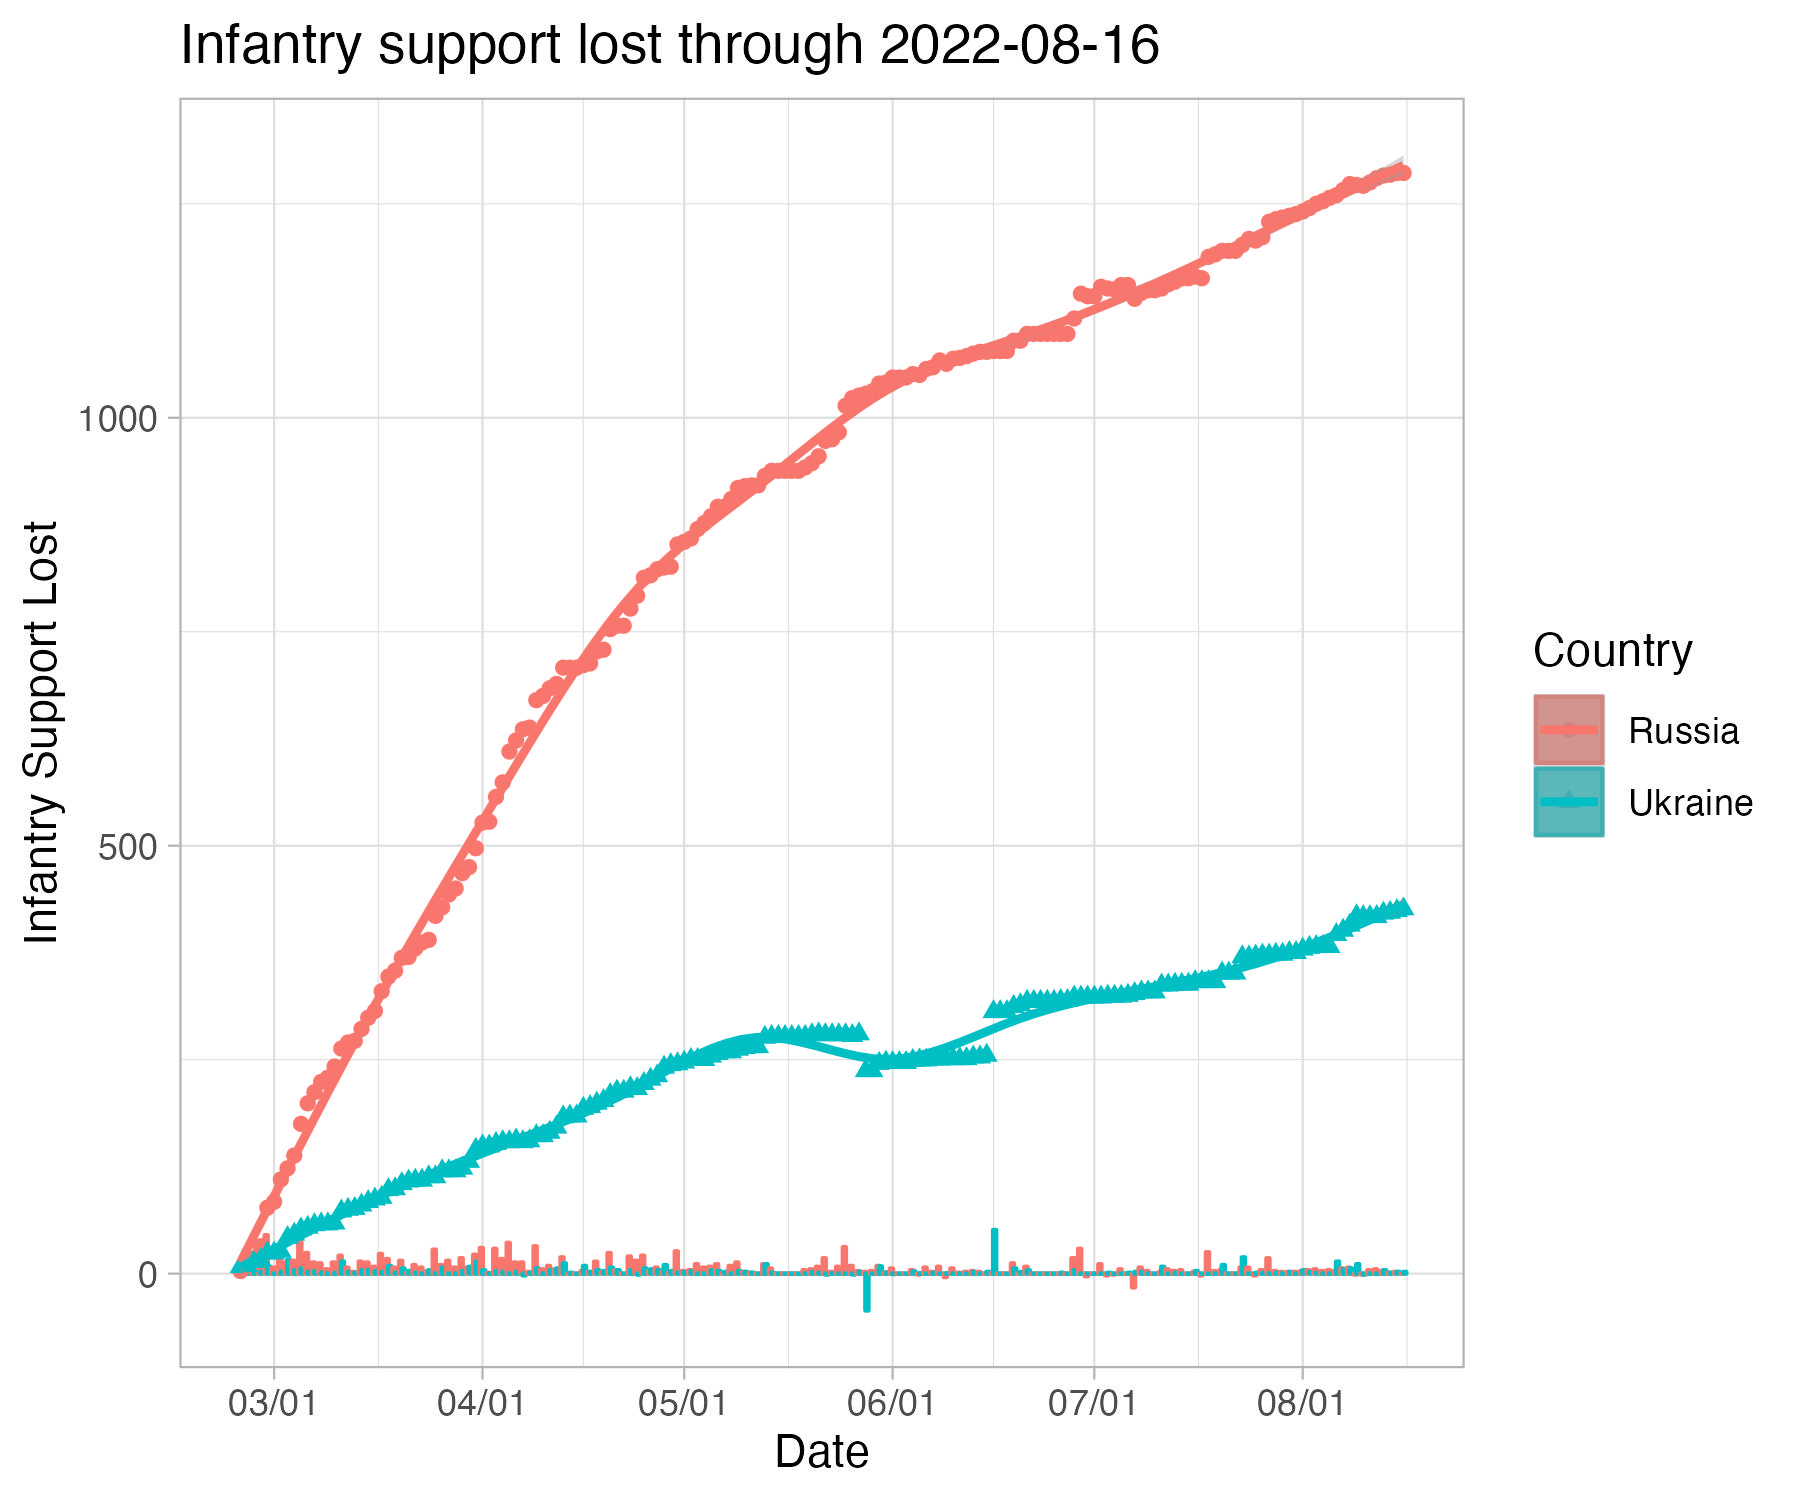 Infantry support lost through 2022-08-16
Infantry Support Lost
1000
500
0
03/01
04/01
05/01
06/01
07/01
08/01
Date
Country
Russia
Ukraine